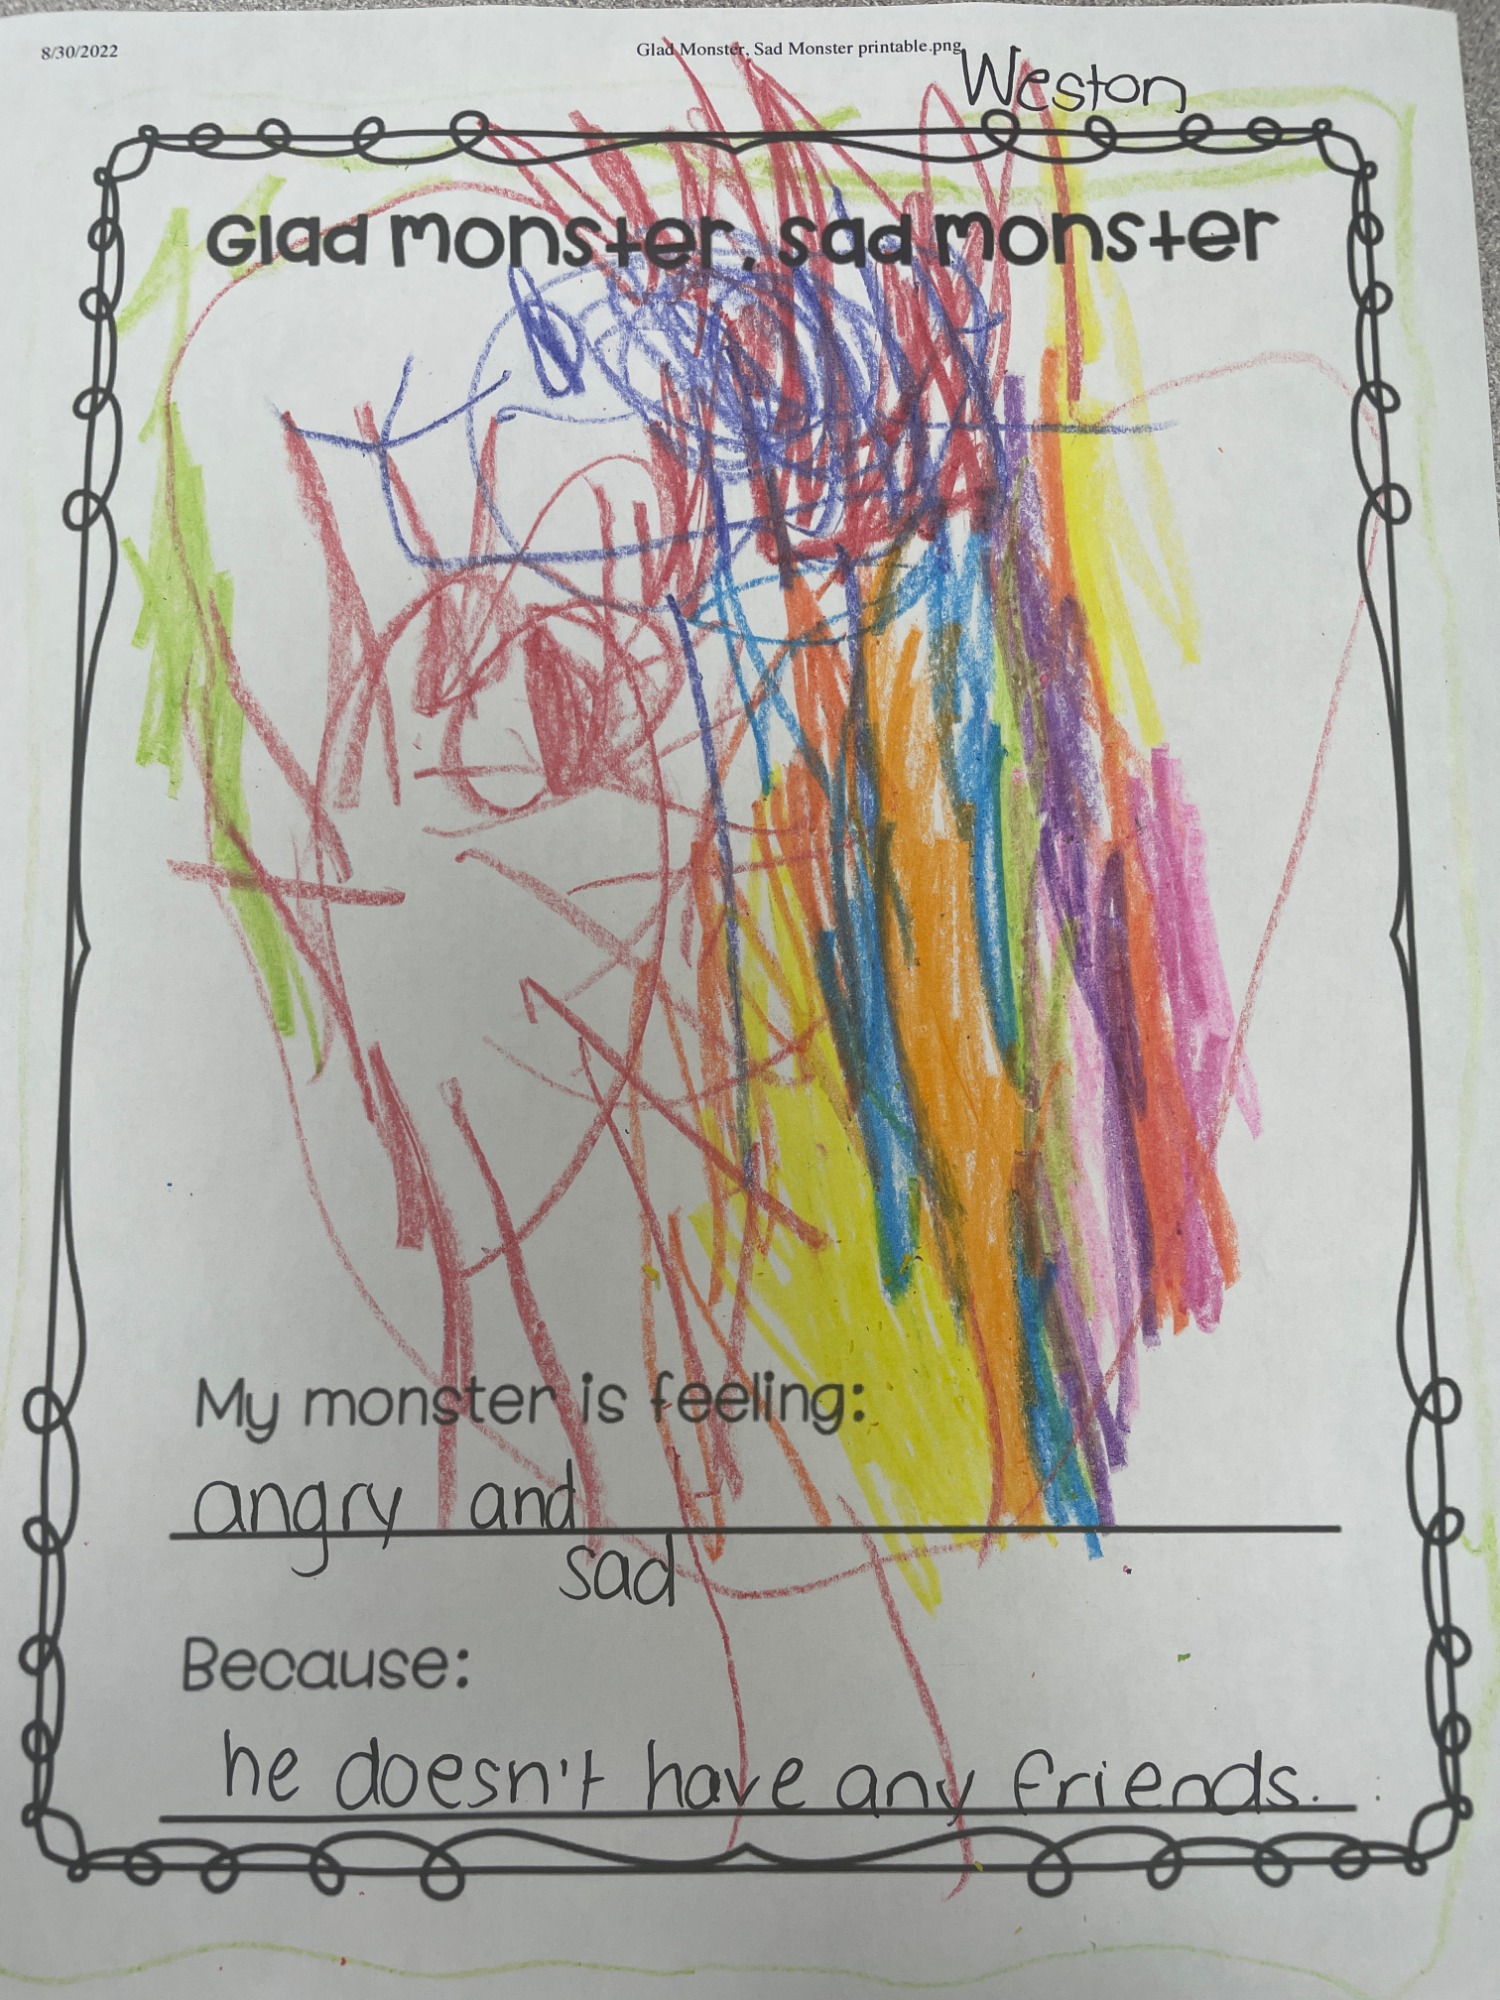 8/30/2022 Glad Monster, Sad Monster printable.png
Weston
Glad monster, sad monster
My monster is feeling:
angry and
sad
Because:
he doesn't have any friends.